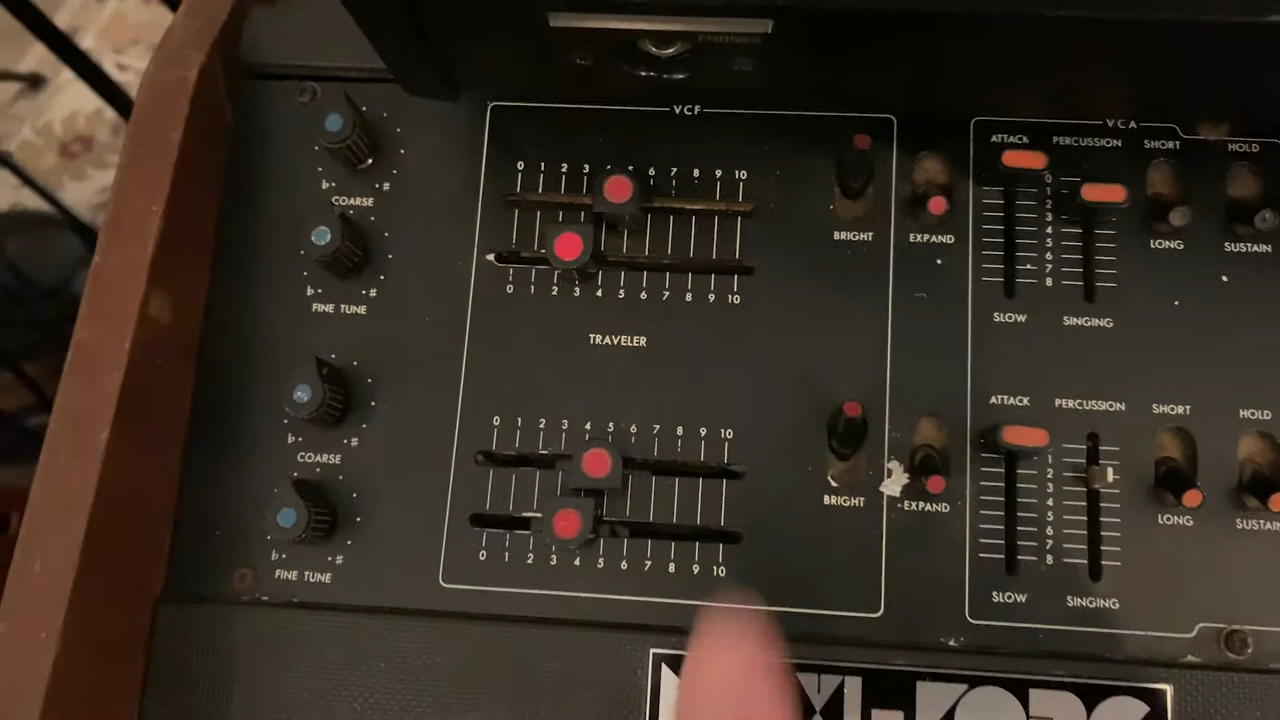 PHONES
VCF
VCA
ATTACK PERCUSSION SHORT HOLD
0 1 2 3 6 7 8 9 10
0 1 2 3 4 5 6 7 8
BRIGHT EXPAND LONG SUSTAIN
COARSE
♭ ♯
0 1 2 3 4 5 6 7 8 9 10
♭ ♯
FINE TUNE
SLOW SINGING
TRAVELER
ATTACK PERCUSSION SHORT HOLD
0 1 2 3 4 5 6 7 8 9 10
1 2 3 4 5 6 7 8
♭ ♯
COARSE
BRIGHT EXPAND LONG SUSTAI
♭ ♯
FINE TUNE
0 1 2 3 4 5 6 7 8 9 10
SLOW SINGING
XI-KORG